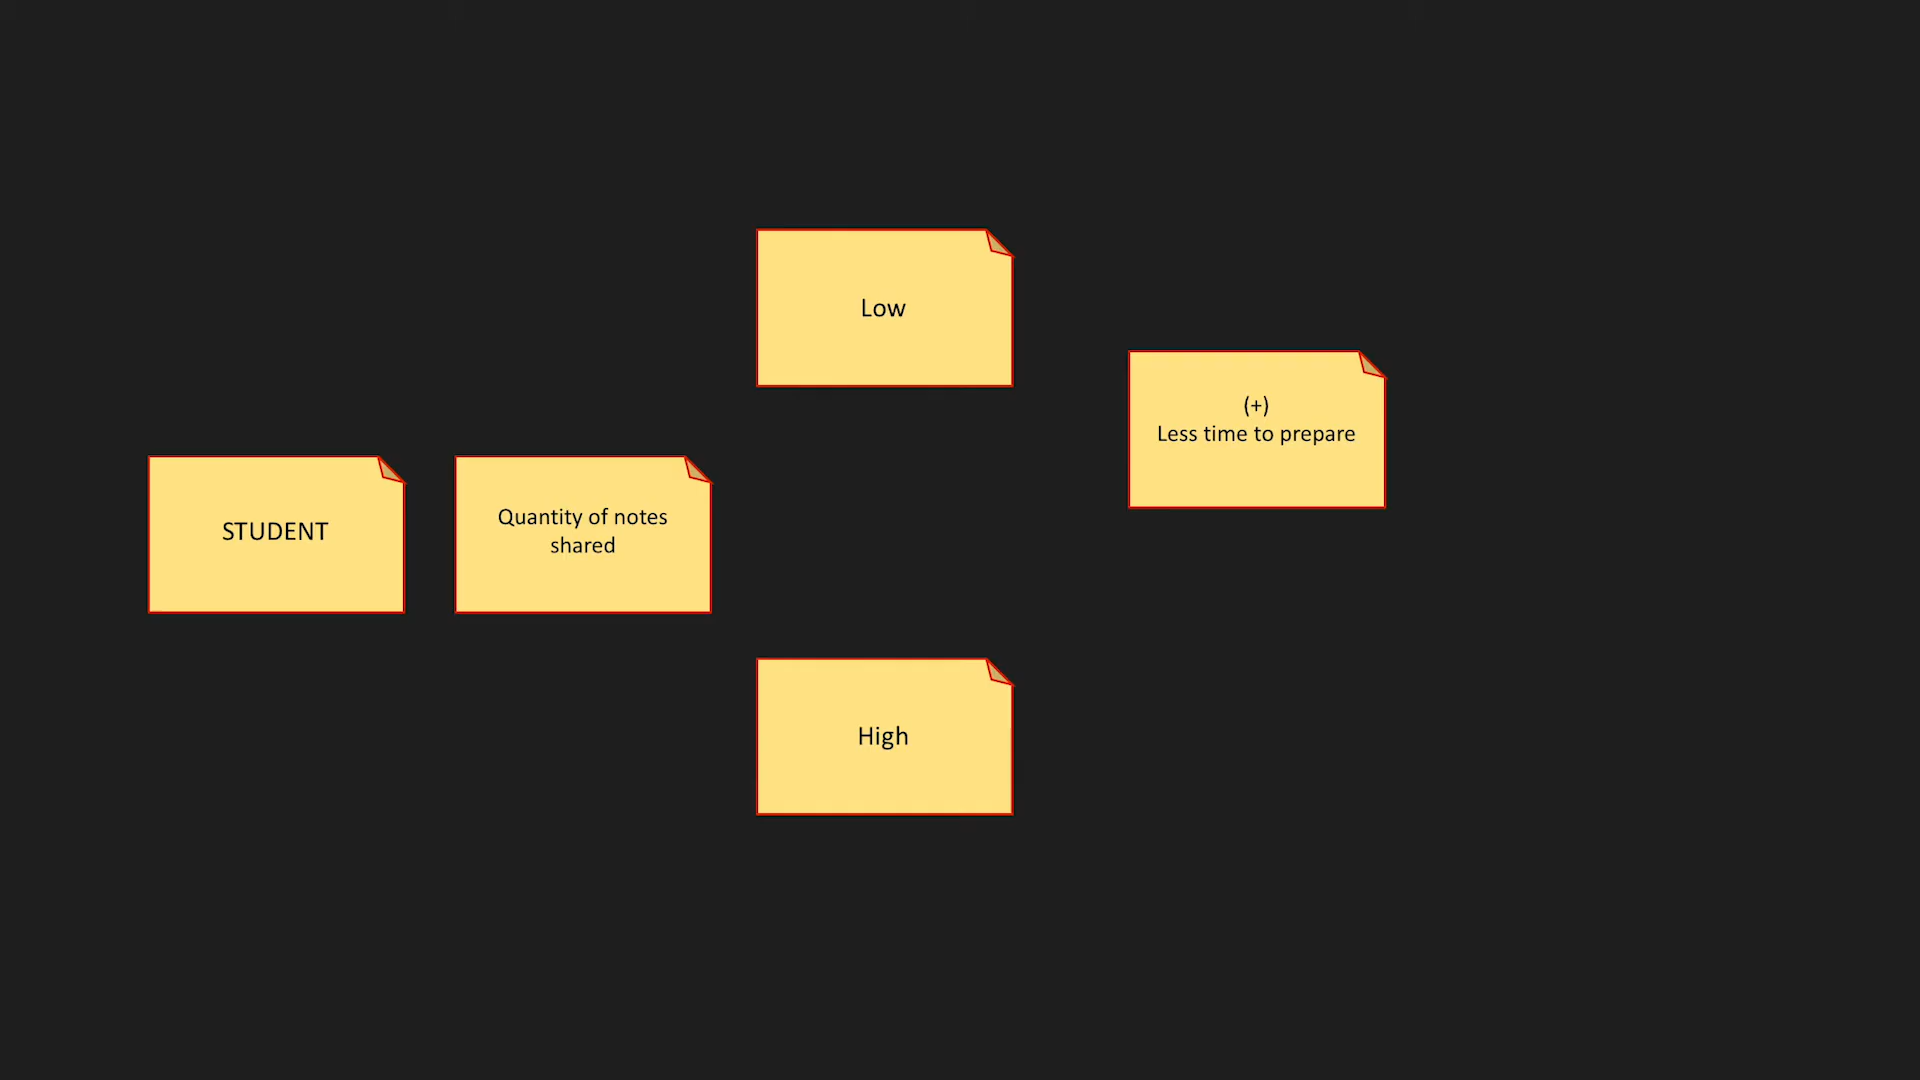 STUDENT
Quantity of notes
shared
Low
High
(+)
Less time to prepare